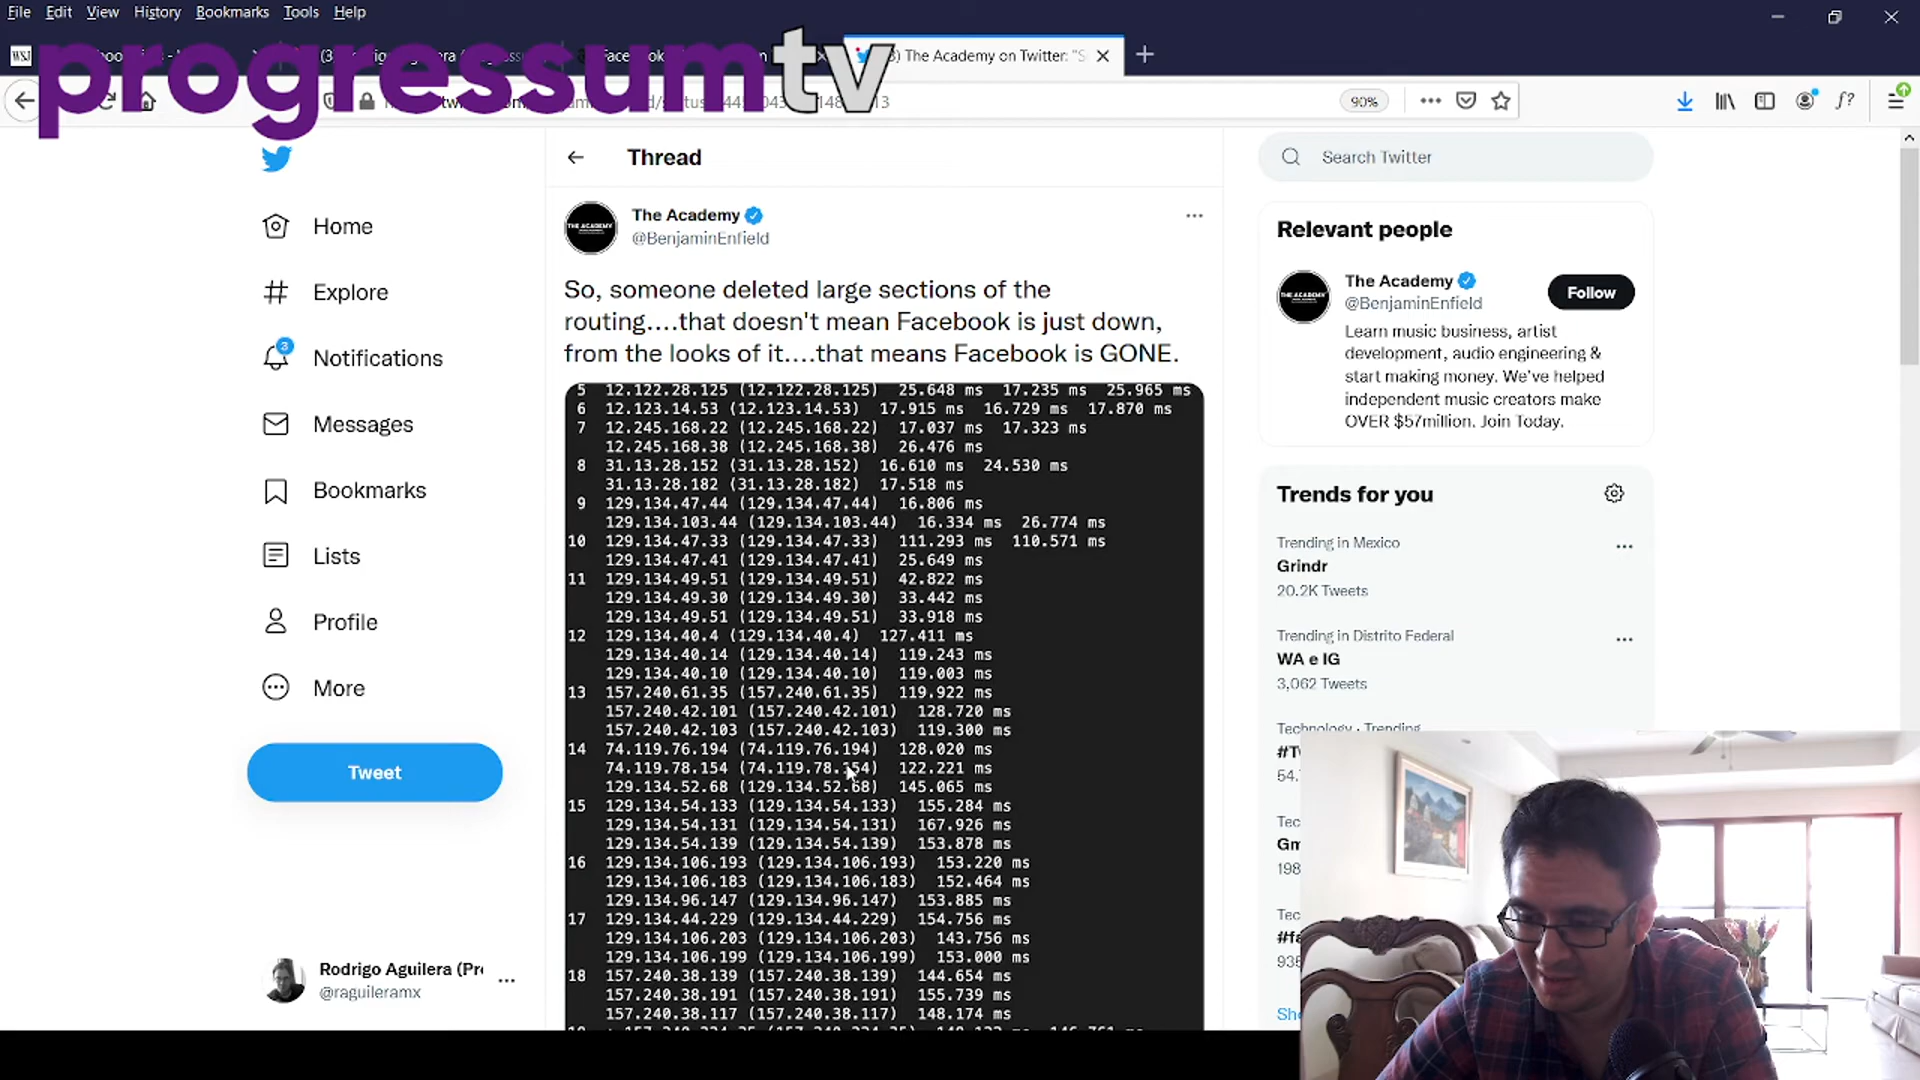 File Edit View History Bookmarks Tools Help
progressumtv
The Academy on Twitter: "S
90%
Thread
Search Twitter
Home
Explore
3
Notifications
Messages
Bookmarks
Lists
Profile
More
Tweet
Rodrigo Aguilera (Pr
@raguileramx
The Academy
@BenjaminEnfield
So, someone deleted large sections of the
routing....that doesn't mean Facebook is just down,
from the looks of it....that means Facebook is GONE.
5 12.122.28.125 (12.122.28.125) 25.648 ms 17.235 ms 25.965 ms
6 12.123.14.53 (12.123.14.53) 17.915 ms 16.729 ms 17.870 ms
7 12.245.168.22 (12.245.168.22) 17.037 ms 17.323 ms
12.245.168.38 (12.245.168.38) 26.476 ms
8 31.13.28.152 (31.13.28.152) 16.610 ms 24.530 ms
31.13.28.182 (31.13.28.182) 17.518 ms
9 129.134.47.44 (129.134.47.44) 16.806 ms
129.134.103.44 (129.134.103.44) 16.334 ms 26.774 ms
10 129.134.47.33 (129.134.47.33) 111.293 ms 110.571 ms
129.134.47.41 (129.134.47.41) 25.649 ms
11 129.134.49.51 (129.134.49.51) 42.822 ms
129.134.49.30 (129.134.49.30) 33.442 ms
129.134.49.51 (129.134.49.51) 33.918 ms
12 129.134.40.4 (129.134.40.4) 127.411 ms
129.134.40.14 (129.134.40.14) 119.243 ms
129.134.40.10 (129.134.40.10) 119.003 ms
13 157.240.61.35 (157.240.61.35) 119.922 ms
157.240.42.101 (157.240.42.101) 128.720 ms
157.240.42.103 (157.240.42.103) 119.300 ms
14 74.119.76.194 (74.119.76.194) 128.020 ms
74.119.78.154 (74.119.78.154) 122.221 ms
129.134.52.68 (129.134.52.68) 145.065 ms
15 129.134.54.133 (129.134.54.133) 155.284 ms
129.134.54.131 (129.134.54.131) 167.926 ms
129.134.54.139 (129.134.54.139) 153.878 ms
16 129.134.106.193 (129.134.106.193) 153.220 ms
129.134.106.183 (129.134.106.183) 152.464 ms
129.134.96.147 (129.134.96.147) 153.885 ms
17 129.134.44.229 (129.134.44.229) 154.756 ms
129.134.106.203 (129.134.106.203) 143.756 ms
129.134.106.199 (129.134.106.199) 153.000 ms
18 157.240.38.139 (157.240.38.139) 144.654 ms
157.240.38.191 (157.240.38.191) 155.739 ms
157.240.38.117 (157.240.38.117) 148.174 ms
Relevant people
The Academy
Follow
@BenjaminEnfield
Learn music business, artist
development, audio engineering &
start making money. We've helped
independent music creators make
OVER $57million. Join Today.
Trends for you
Trending in Mexico
Grindr
20.2K Tweets
Trending in Distrito Federal
WA e IG
3,062 Tweets
Technology · Trending